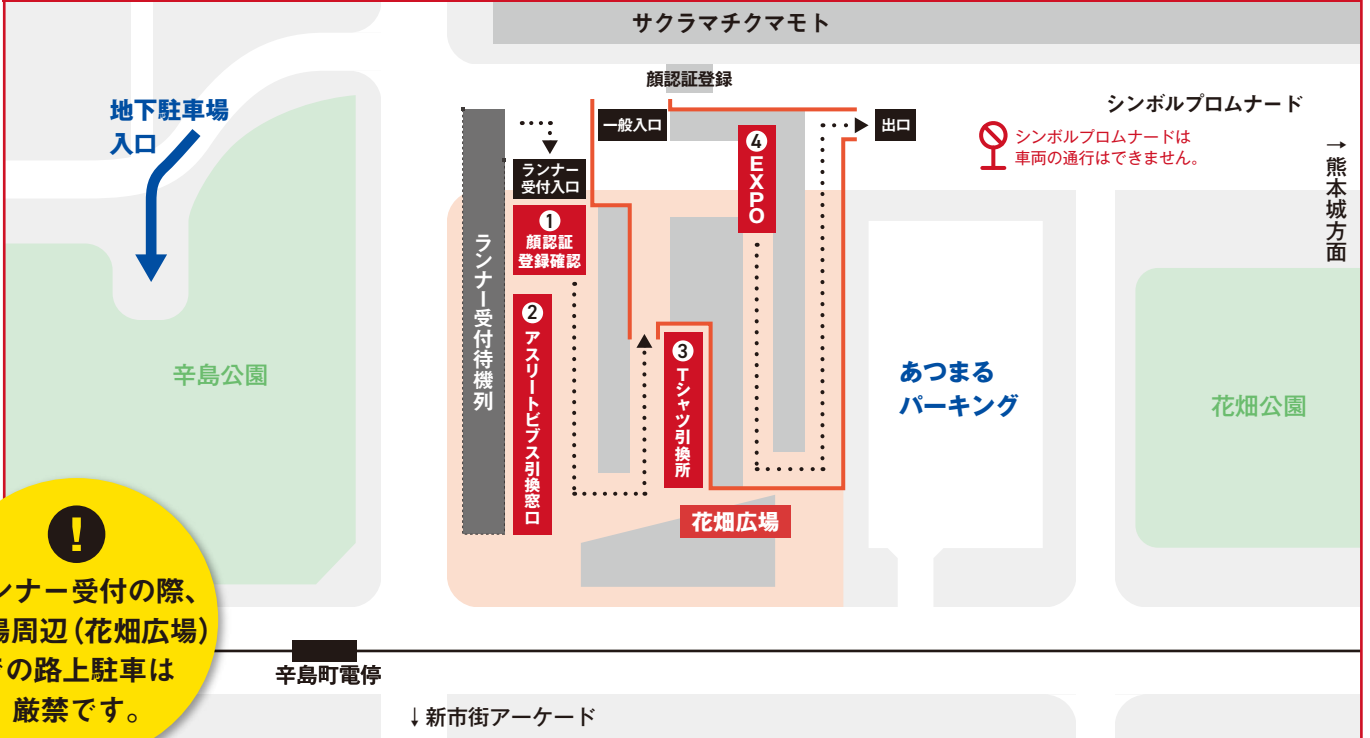 サクラマチクマモト
顔認証登録
地下駐車場
入口
一般入口
出口
シンボルプロムナード
シンボルプロムナードは
車両の通行はできません。
→熊本城方面
ランナー
受付入口
ランナー受付待機列
①
顔認証
登録確認
②アスリートビブス引換窓口
③Tシャツ引換所
④EXPO
辛島公園
あつまる
パーキング
花畑公園
花畑広場
!
ンナー受付の際、
場周辺(花畑広場)
の路上駐車は
厳禁です。
辛島町電停
↓新市街アーケード